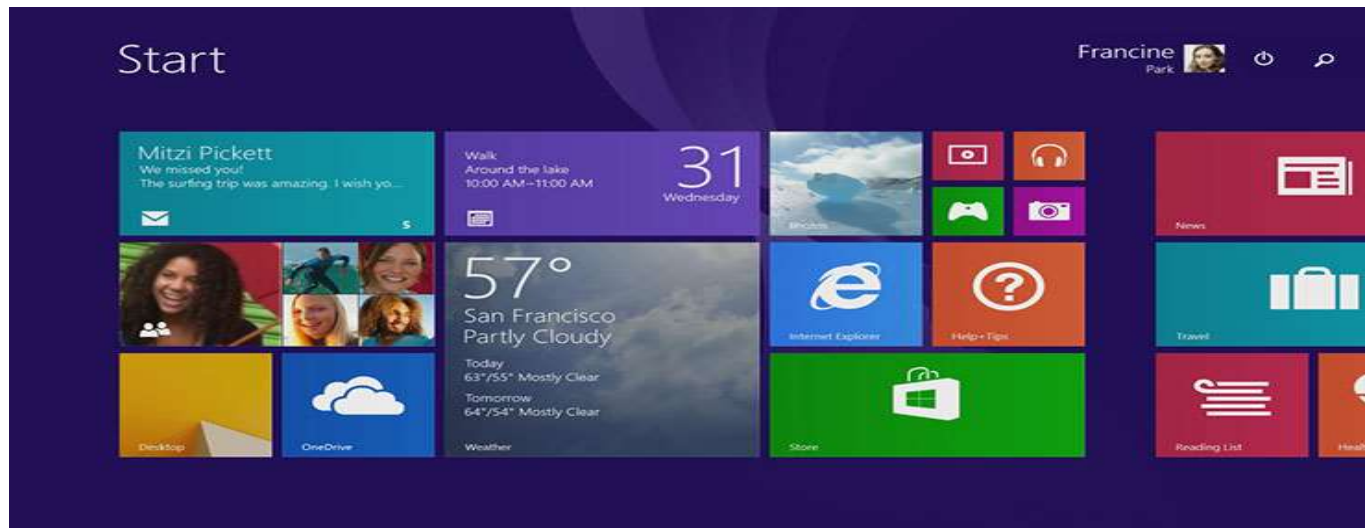 Start
Francine
Park
Mitzi Pickett
We missed you!
The surfing trip was amazing. I wish yo...
5
Walk
Around the lake
10:00 AM–11:00 AM
31
Wednesday
Photos
News
57°
San Francisco
Partly Cloudy
Today
63°/55° Mostly Clear
Tomorrow
64°/54° Mostly Clear
Weather
Internet Explorer
Help+Tips
Travel
Desktop
OneDrive
Store
Reading List
Heal